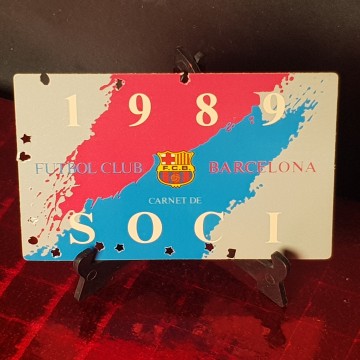 1989
FUTBOL CLUB BARCELONA
F.C.B.
CARNET DE
SOCI